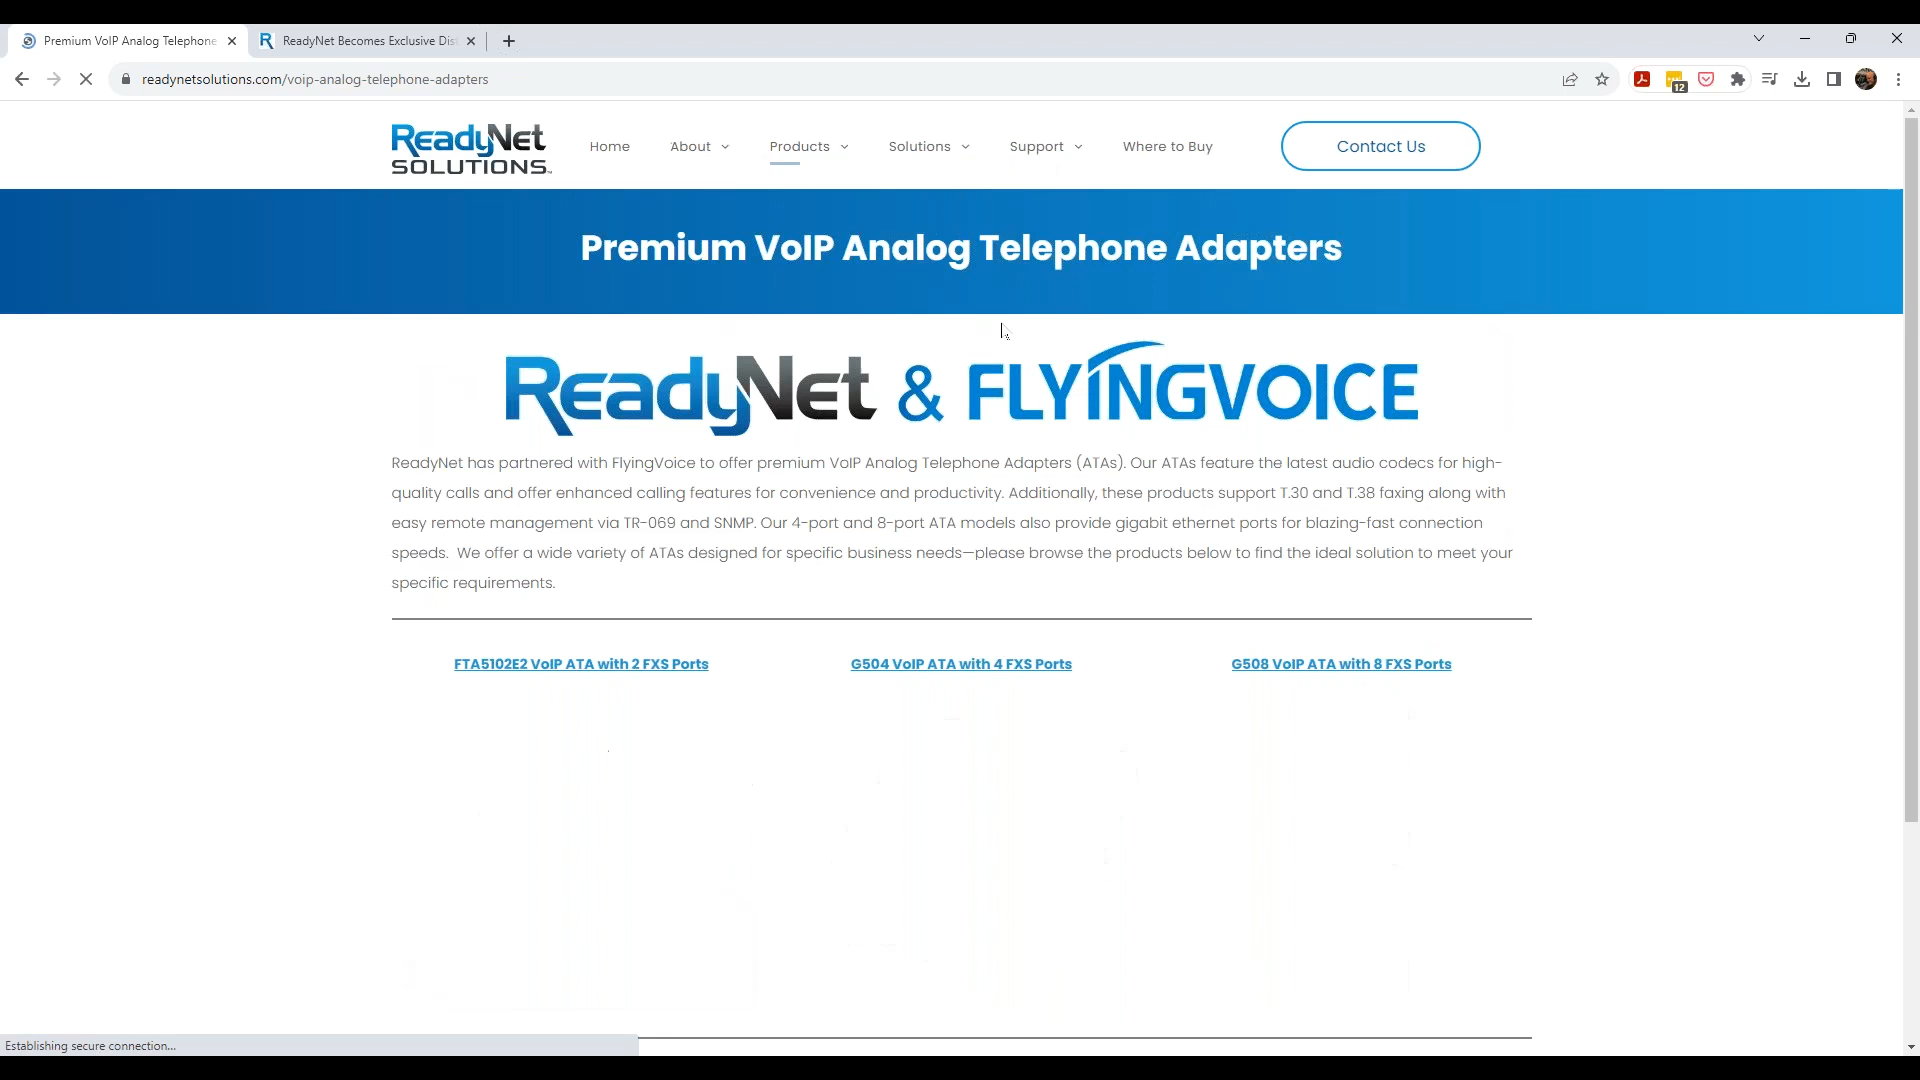 Premium VoIP Analog Telephone
ReadyNet Becomes Exclusive Dis
readynetsolutions.com/voip-analog-telephone-adapters
12
ReadyNet
SOLUTIONS
Home
About
Products
Solutions
Support
Where to Buy
Contact Us
Premium VoIP Analog Telephone Adapters
ReadyNet & FLYINGVOICE
ReadyNet has partnered with FlyingVoice to offer premium VoIP Analog Telephone Adapters (ATAs). Our ATAs feature the latest audio codecs for high-
quality calls and offer enhanced calling features for convenience and productivity. Additionally, these products support T.30 and T.38 faxing along with
easy remote management via TR-069 and SNMP. Our 4-port and 8-port ATA models also provide gigabit ethernet ports for blazing-fast connection
speeds. We offer a wide variety of ATAs designed for specific business needs—please browse the products below to find the ideal solution to meet your
specific requirements.
FTA5102E2 VoIP ATA with 2 FXS Ports
G504 VoIP ATA with 4 FXS Ports
G508 VoIP ATA with 8 FXS Ports
Establishing secure connection...